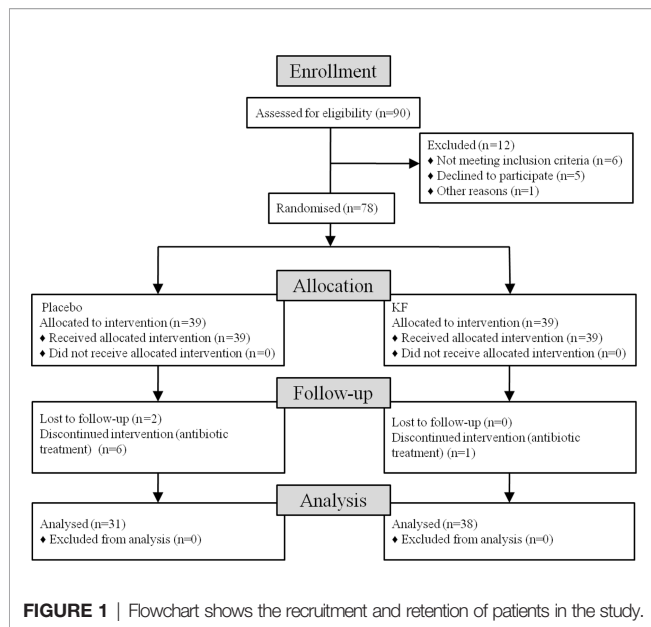 Enrollment
Assessed for eligibility (n=90)
Excluded (n=12)
♦ Not meeting inclusion criteria (n=6)
♦ Declined to participate (n=5)
♦ Other reasons (n=1)
Randomised (n=78)
Allocation
Placebo
Allocated to intervention (n=39)
♦ Received allocated intervention (n=39)
♦ Did not receive allocated intervention (n=0)
KF
Allocated to intervention (n=39)
♦ Received allocated intervention (n=39)
♦ Did not receive allocated intervention (n=0)
Follow-up
Lost to follow-up (n=2)
Discontinued intervention (antibiotic
treatment) (n=6)
Lost to follow-up (n=0)
Discontinued intervention (antibiotic
treatment) (n=1)
Analysis
Analysed (n=31)
♦ Excluded from analysis (n=0)
Analysed (n=38)
♦ Excluded from analysis (n=0)
FIGURE 1 | Flowchart shows the recruitment and retention of patients in the study.